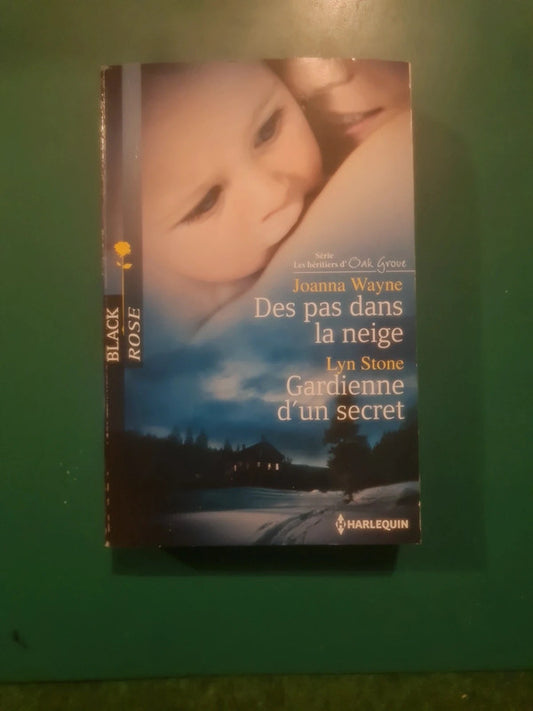 Série
Les héritiers d'Oak Grove
Joanna Wayne
Des pas dans
la neige
Lyn Stone
Gardienne
d'un secret
BLACK
ROSE
HARLEQUIN